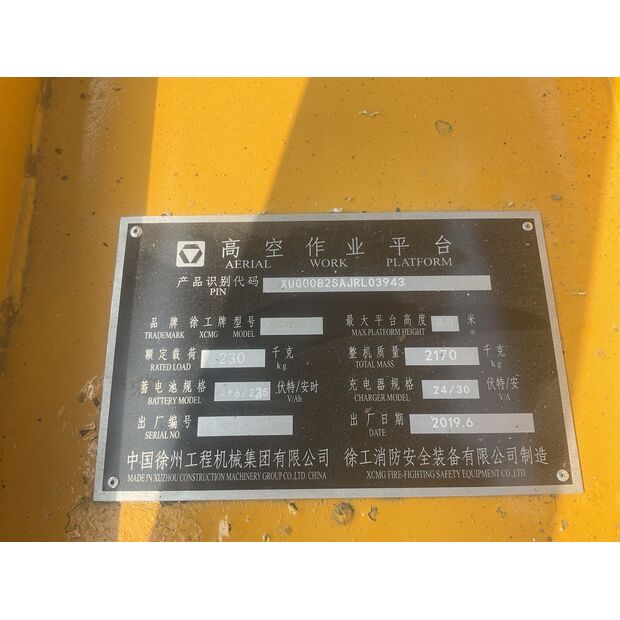 高空作业平台
AERIAL WORK PLATFORM
产品识别代码 XUG0082SAJRL03943
PIN
品牌 徐工牌 型号
TRADEMARK XCMG MODEL
最大平台高度 米
MAX PLATFORM HEIGHT m
额定载荷 230 千克
RATED LOAD kg
整机质量 2170 千克
TOTAL MASS kg
蓄电池规格 4*6/235 伏特/安时
BATTERY MODEL V/Ah
充电器规格 24/30 伏特/安
CHARGER MODEL V/A
出厂编号
SERIAL NO.
出厂日期 2019.6
DATE
中国徐州工程机械集团有限公司 徐工消防安全装备有限公司制造
MADE IN XUZHOU CONSTRUCTION MACHINERY GROUP CO., LTD. CHINA XCMG FIRE-FIGHTING SAFETY EQUIPMENT CO., LTD.